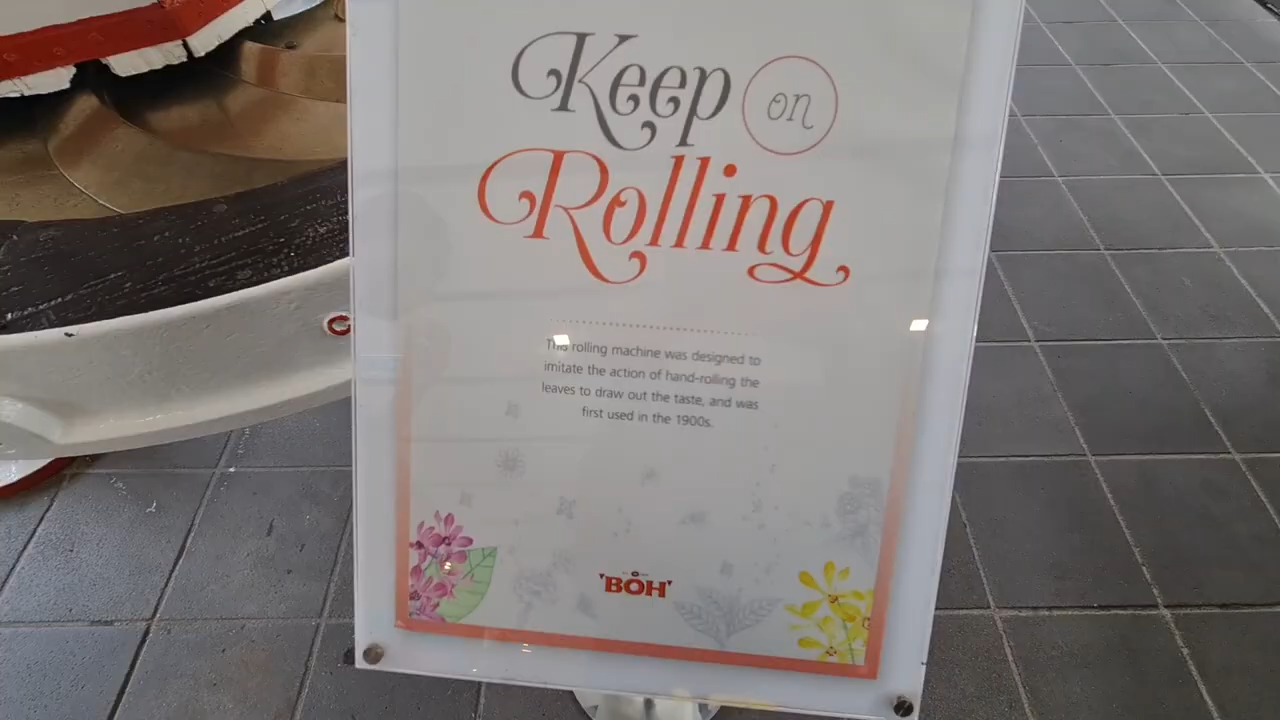 Keep on
Rolling
This rolling machine was designed to
imitate the action of hand-rolling the
leaves to draw out the taste, and was
first used in the 1900s.
BOH